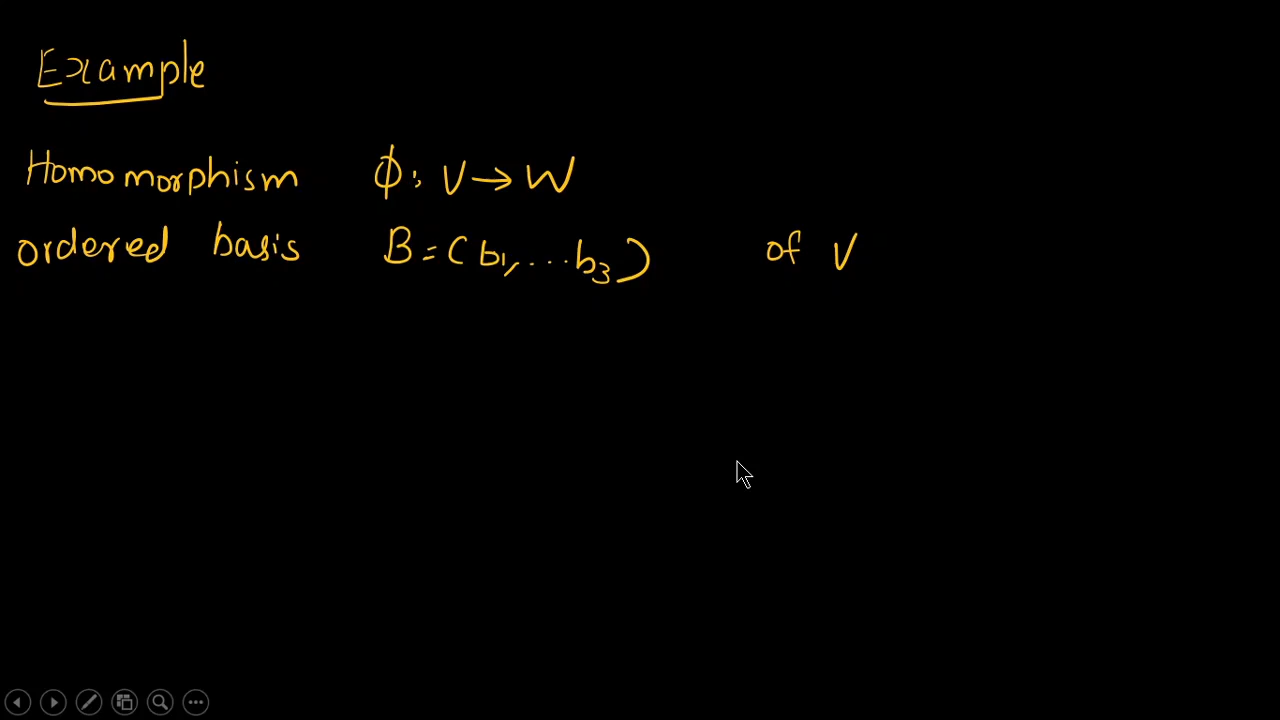 Example
Homomorphism Φ: V → W
ordered basis B = (b1, ... b3) of V